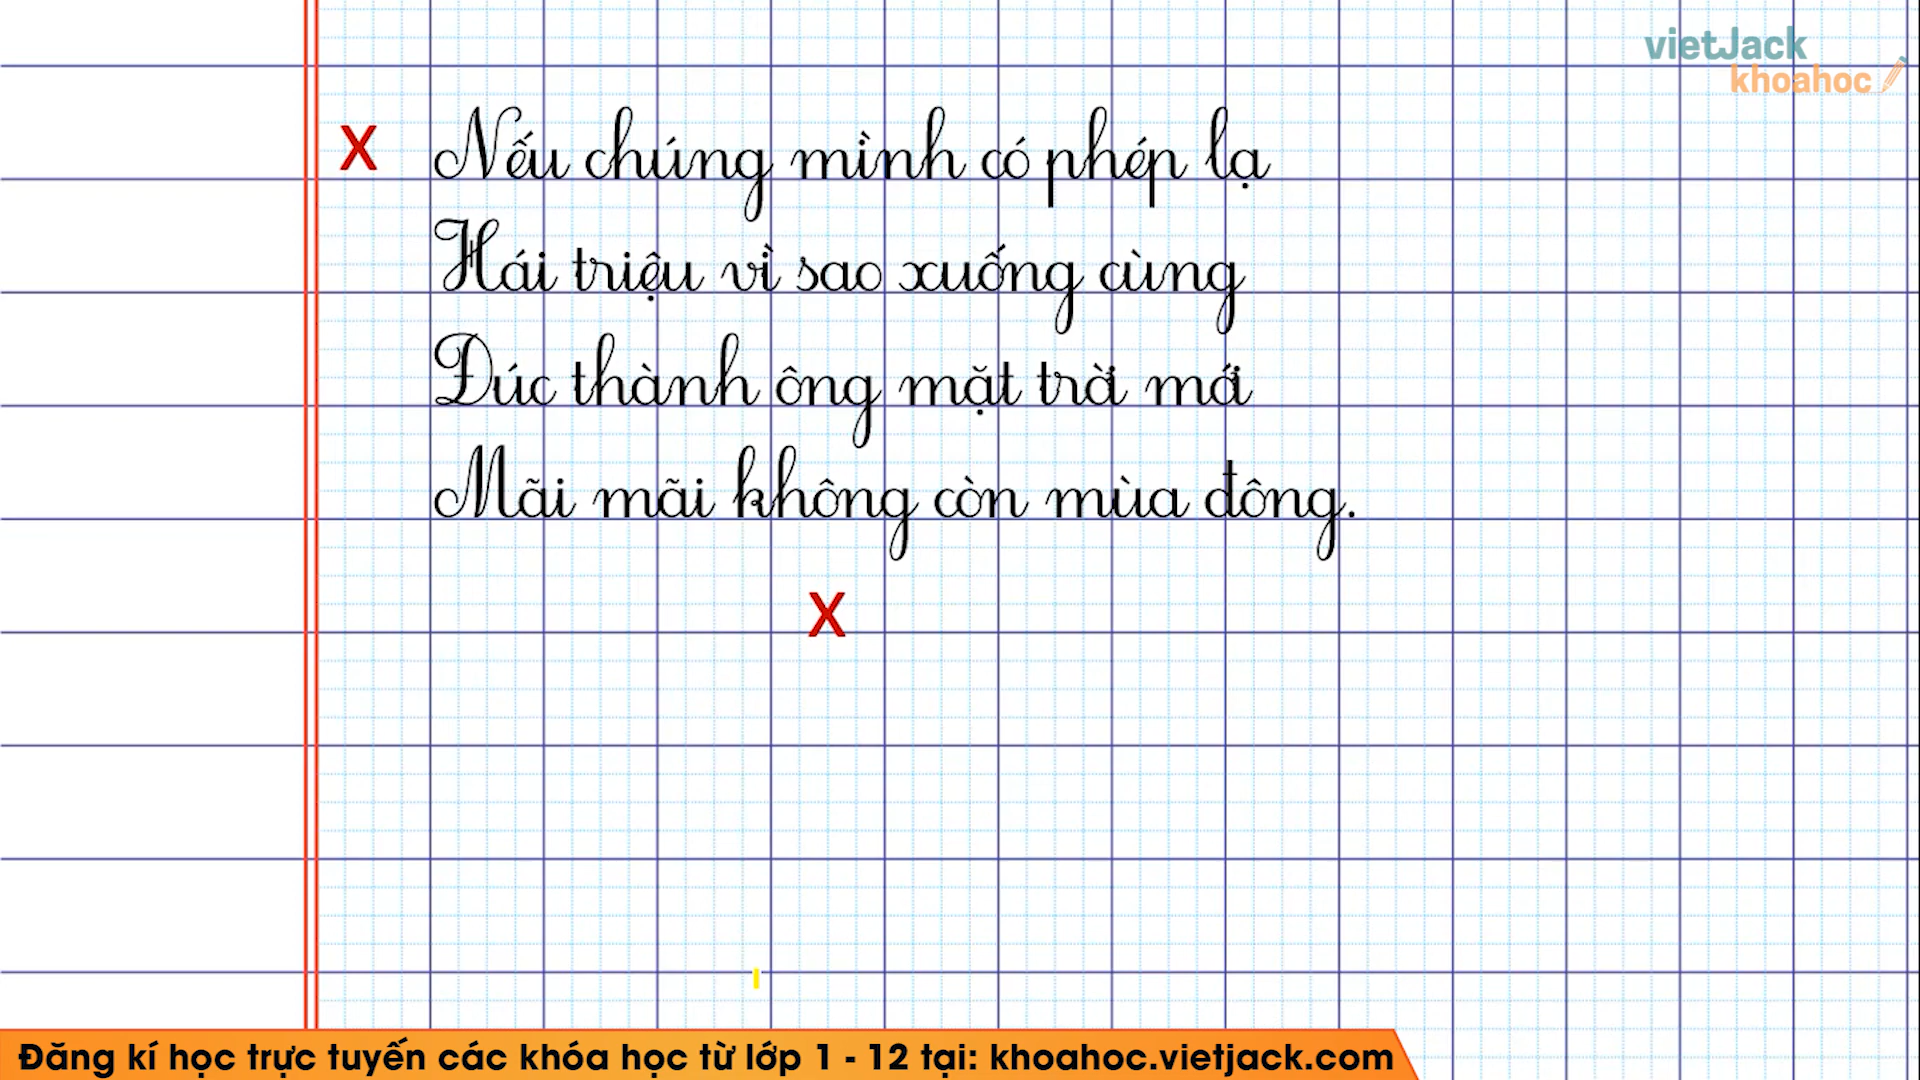 vietJack
khoahoc
X Nếu chúng mình có phép lạ
Hái triệu vì sao xuống cùng
Đúc thành ông mặt trời mới
Mãi mãi không còn mùa đông.
X
Đăng kí học trực tuyến các khóa học từ lớp 1 - 12 tại: khoahoc.vietjack.com